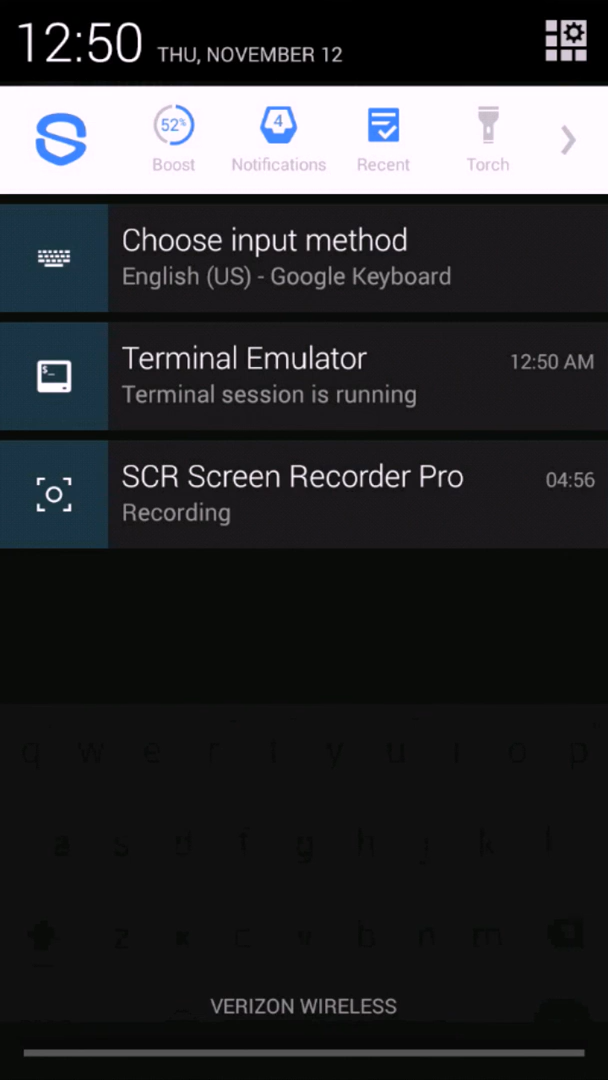 12:50 THU, NOVEMBER 12
52%
4
Boost Notifications Recent Torch
Choose input method
English (US) - Google Keyboard
$_
Terminal Emulator 12:50 AM
Terminal session is running
SCR Screen Recorder Pro 04:56
Recording
q w e r t y u i o p
a s d f g h j k l
z x c v b n m
VERIZON WIRELESS